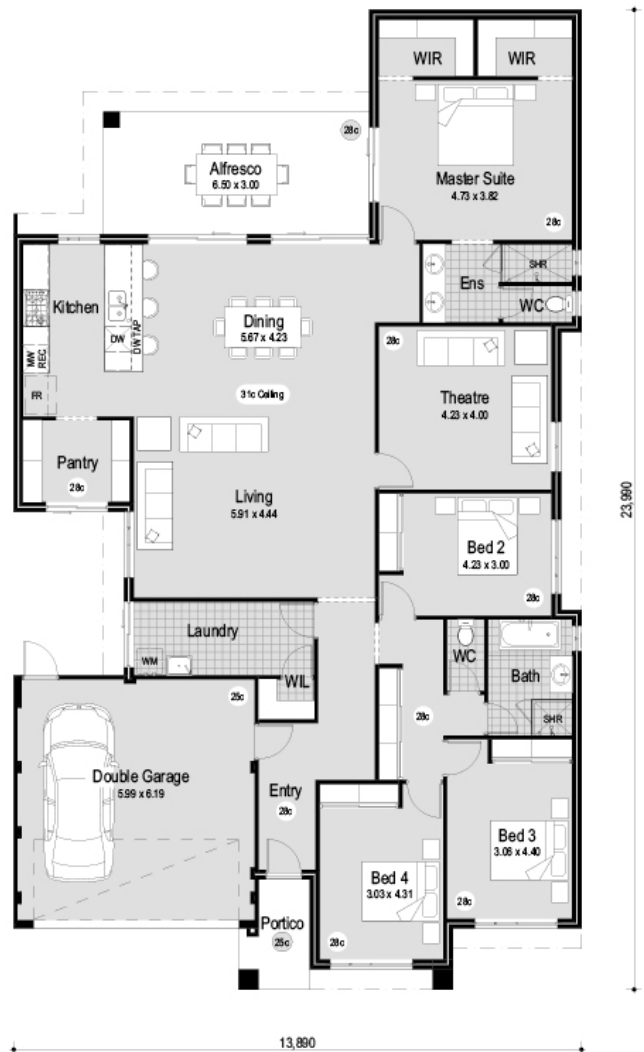 WIR
WIR
Master Suite
4.73 x 3.82
28c
Alfresco
6.50 x 3.00
28c
Kitchen
DW
DW TAP
MW
REC
FR
Dining
5.67 x 4.23
31c Ceiling
Ens
SHR
WC
28c
Theatre
4.23 x 4.00
Pantry
28c
Living
5.91 x 4.44
Bed 2
4.23 x 3.00
28c
Laundry
WM
WIL
WC
Bath
SHR
28c
25c
Double Garage
5.99 x 6.19
Entry
28c
Bed 4
3.03 x 4.31
28c
Bed 3
3.06 x 4.40
28c
Portico
25c
23,990
13,890